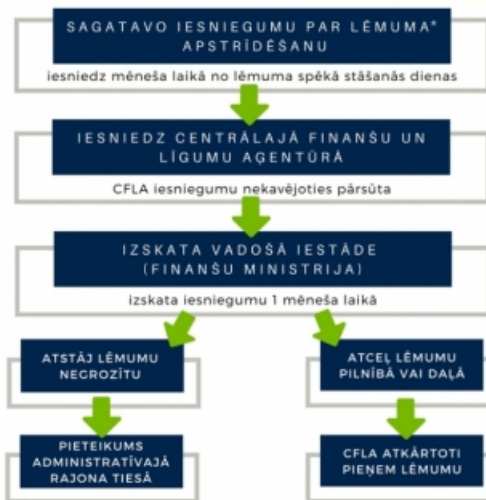 SAGATAVO IESNIEGUMU PAR LĒMUMA*
APSTRĪDĒŠANU
iesniedz mēneša laikā no lēmuma spēkā stāšanās dienas
IESNIEDZ CENTRĀLAJĀ FINANŠU UN
LĪGUMU AĢENTŪRĀ
CFLA iesniegumu nekavējoties pārsūta
IZSKATA VADOŠĀ IESTĀDE
(FINANŠU MINISTRIJA)
izskata iesniegumu 1 mēneša laikā
ATSTĀJ LĒMUMU
NEGROZĪTU
ATCEĻ LĒMUMU
PILNĪBĀ VAI DAĻĀ
PIETEIKUMS
ADMINISTRATĪVAJĀ
RAJONA TIESĀ
CFLA ATKĀRTOTI
PIEŅEM LĒMUMU